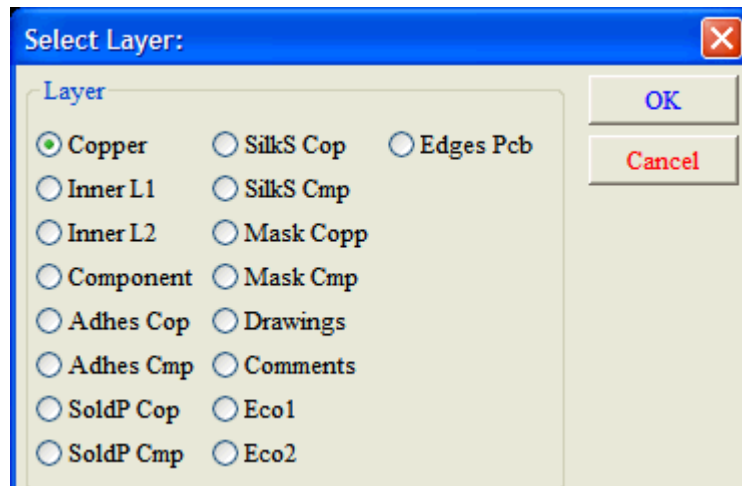 Select Layer:
Layer
Copper
Inner L1
Inner L2
Component
Adhes Cop
Adhes Cmp
SoldP Cop
SoldP Cmp
SilkS Cop
SilkS Cmp
Mask Copp
Mask Cmp
Drawings
Comments
Eco1
Eco2
Edges Pcb
OK
Cancel